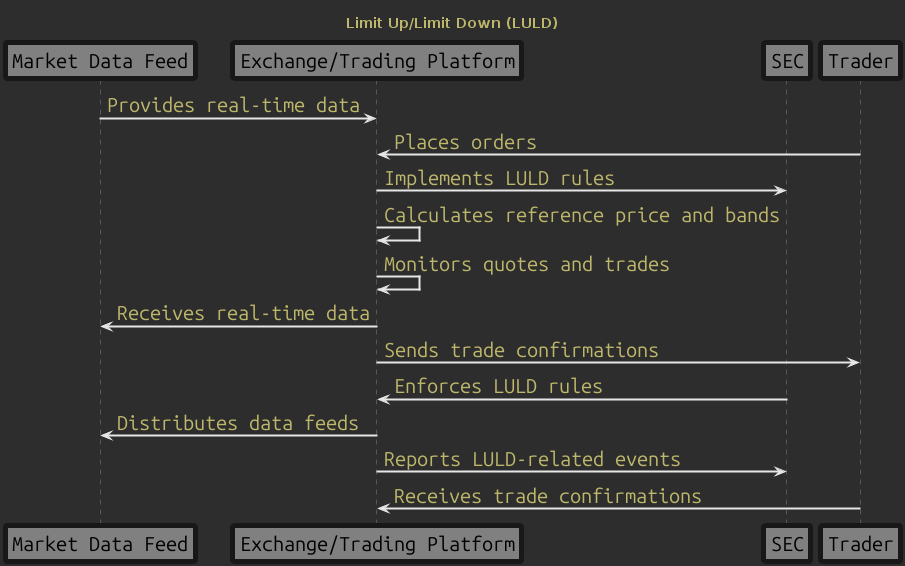 Limit Up/Limit Down (LULD)
Market Data Feed Exchange/Trading Platform SEC Trader
Provides real-time data
Places orders
Implements LULD rules
Calculates reference price and bands
Monitors quotes and trades
Receives real-time data
Sends trade confirmations
Enforces LULD rules
Distributes data feeds
Reports LULD-related events
Receives trade confirmations
Market Data Feed Exchange/Trading Platform SEC Trader